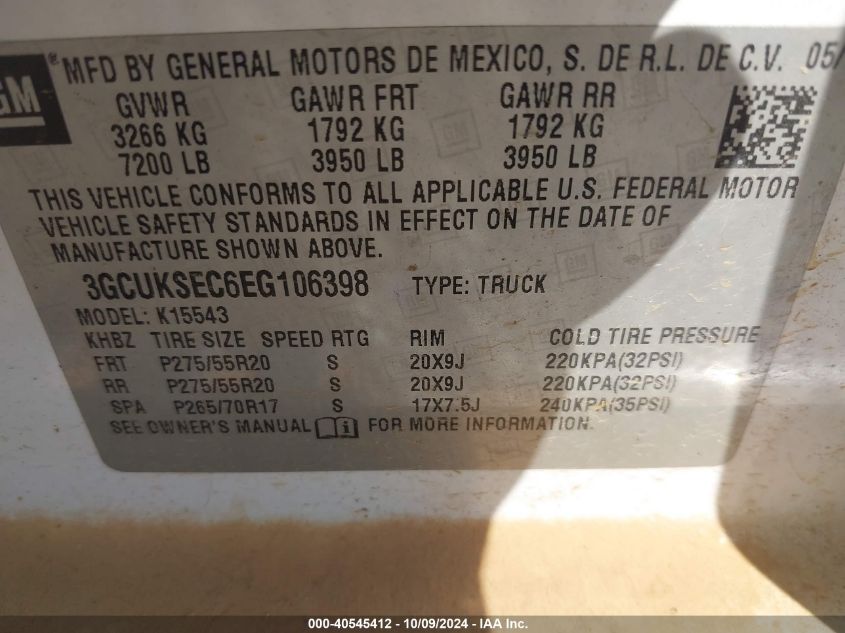 GM
® MFD BY GENERAL MOTORS DE MEXICO, S. DE R.L. DE C.V. 05/
GVWR GAWR FRT GAWR RR
3266 KG 1792 KG 1792 KG
7200 LB 3950 LB 3950 LB
THIS VEHICLE CONFORMS TO ALL APPLICABLE U.S. FEDERAL MOTOR
VEHICLE SAFETY STANDARDS IN EFFECT ON THE DATE OF
MANUFACTURE SHOWN ABOVE.
3GCUKSEC6EG106398 TYPE: TRUCK
MODEL: K15543
KHBZ TIRE SIZE SPEED RTG RIM COLD TIRE PRESSURE
FRT P275/55R20 S 20X9J 220KPA(32PSI)
RR P275/55R20 S 20X9J 220KPA(32PSI)
SPA P265/70R17 S 17X7.5J 240KPA(35PSI)
SEE OWNER'S MANUAL i FOR MORE INFORMATION.
000-40545412 - 10/09/2024 - IAA Inc.